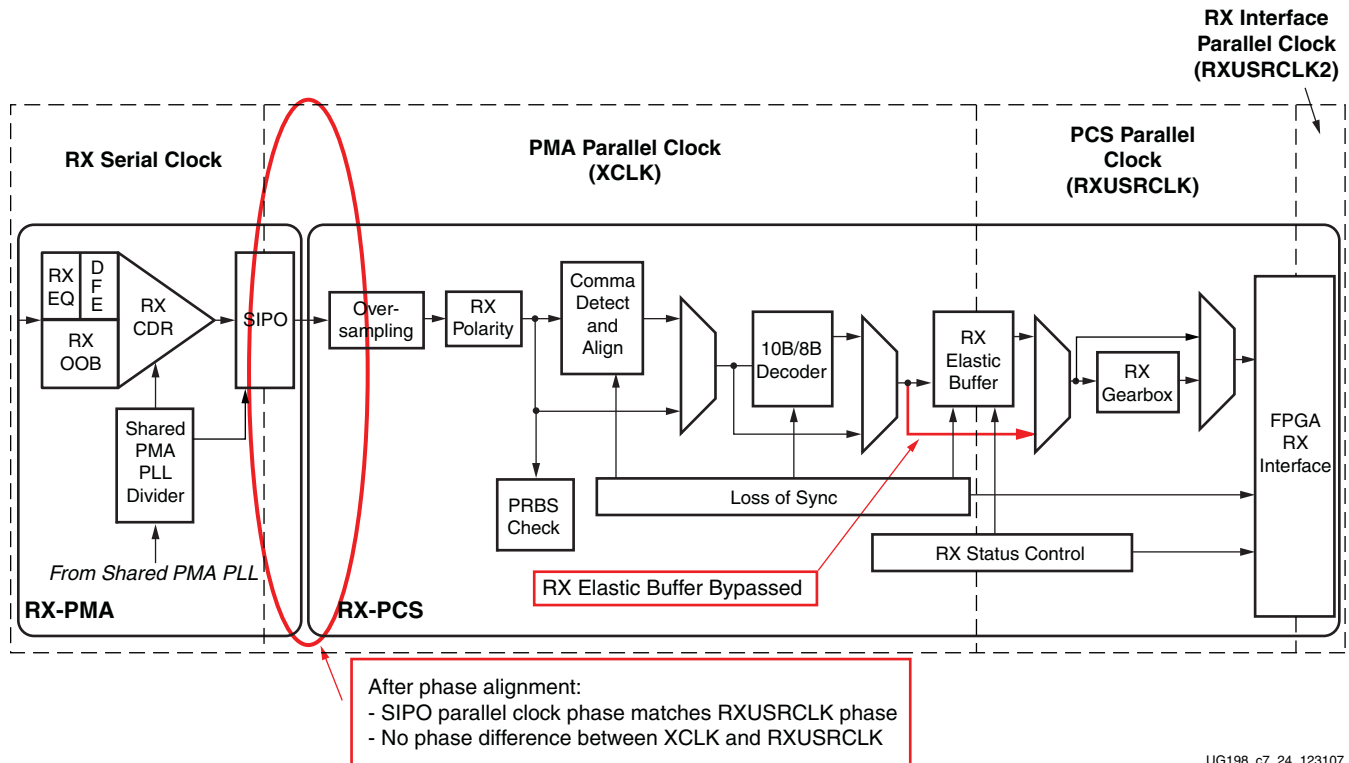 RX Interface
Parallel Clock
(RXUSRCLK2)
RX Serial Clock
PMA Parallel Clock
(XCLK)
PCS Parallel
Clock
(RXUSRCLK)
RX
EQ
D
F
E
RX
CDR
RX
OOB
SIPO
Over-
sampling
RX
Polarity
Comma
Detect
and
Align
10B/8B
Decoder
RX
Elastic
Buffer
RX
Gearbox
FPGA
RX
Interface
Shared
PMA
PLL
Divider
PRBS
Check
Loss of Sync
RX Status Control
From Shared PMA PLL
RX Elastic Buffer Bypassed
RX-PMA
RX-PCS
After phase alignment:
- SIPO parallel clock phase matches RXUSRCLK phase
- No phase difference between XCLK and RXUSRCLK
UG198_c7_24_123107